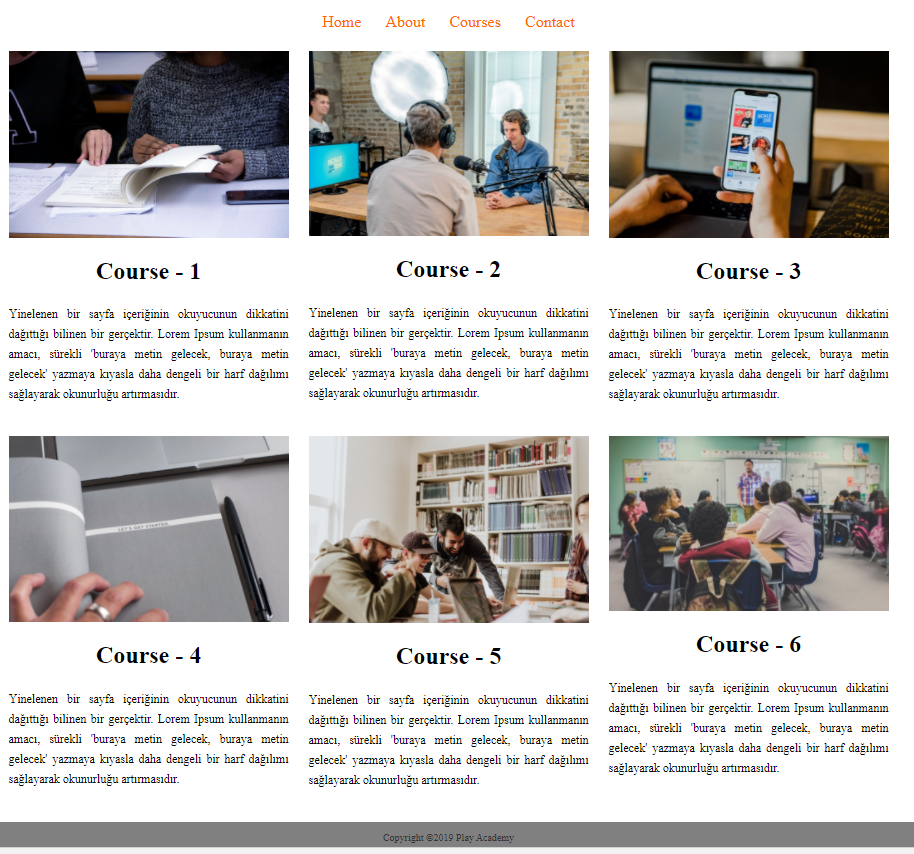 Home About Courses Contact
SCALE
Course - 1
Yinelenen bir sayfa içeriğinin okuyucunun dikkatini
dağıttığı bilinen bir gerçektir. Lorem Ipsum kullanmanın
amacı, sürekli 'buraya metin gelecek, buraya metin
gelecek' yazmaya kıyasla daha dengeli bir harf dağılımı
sağlayarak okunurluğu artırmasıdır.
Course - 2
Yinelenen bir sayfa içeriğinin okuyucunun dikkatini
dağıttığı bilinen bir gerçektir. Lorem Ipsum kullanmanın
amacı, sürekli 'buraya metin gelecek, buraya metin
gelecek' yazmaya kıyasla daha dengeli bir harf dağılımı
sağlayarak okunurluğu artırmasıdır.
Course - 3
Yinelenen bir sayfa içeriğinin okuyucunun dikkatini
dağıttığı bilinen bir gerçektir. Lorem Ipsum kullanmanın
amacı, sürekli 'buraya metin gelecek, buraya metin
gelecek' yazmaya kıyasla daha dengeli bir harf dağılımı
sağlayarak okunurluğu artırmasıdır.
LET'S GET STARTED.
Course - 4
Yinelenen bir sayfa içeriğinin okuyucunun dikkatini
dağıttığı bilinen bir gerçektir. Lorem Ipsum kullanmanın
amacı, sürekli 'buraya metin gelecek, buraya metin
gelecek' yazmaya kıyasla daha dengeli bir harf dağılımı
sağlayarak okunurluğu artırmasıdır.
Course - 5
Yinelenen bir sayfa içeriğinin okuyucunun dikkatini
dağıttığı bilinen bir gerçektir. Lorem Ipsum kullanmanın
amacı, sürekli 'buraya metin gelecek, buraya metin
gelecek' yazmaya kıyasla daha dengeli bir harf dağılımı
sağlayarak okunurluğu artırmasıdır.
Course - 6
Yinelenen bir sayfa içeriğinin okuyucunun dikkatini
dağıttığı bilinen bir gerçektir. Lorem Ipsum kullanmanın
amacı, sürekli 'buraya metin gelecek, buraya metin
gelecek' yazmaya kıyasla daha dengeli bir harf dağılımı
sağlayarak okunurluğu artırmasıdır.
Copyright ©2019 Play Academy